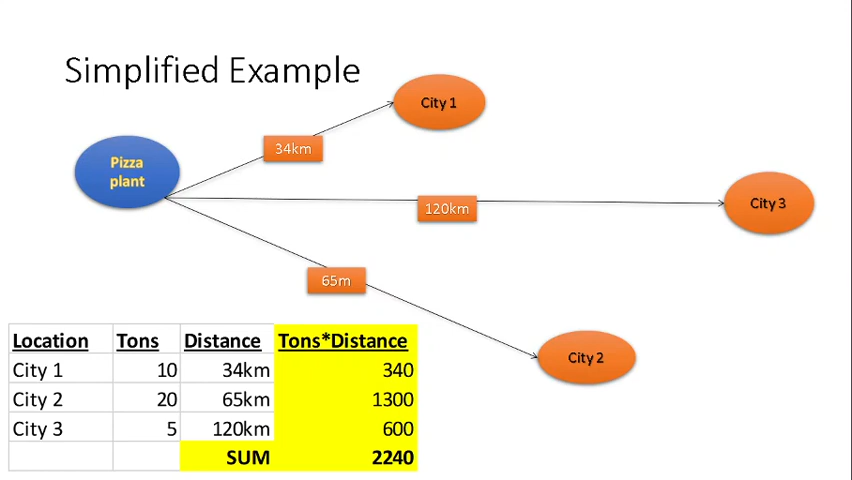 Simplified Example
City 1
34km
Pizza
plant
City 3
120km
65m
City 2
Location Tons Distance Tons*Distance
City 1 10 34km 340
City 2 20 65km 1300
City 3 5 120km 600
SUM 2240